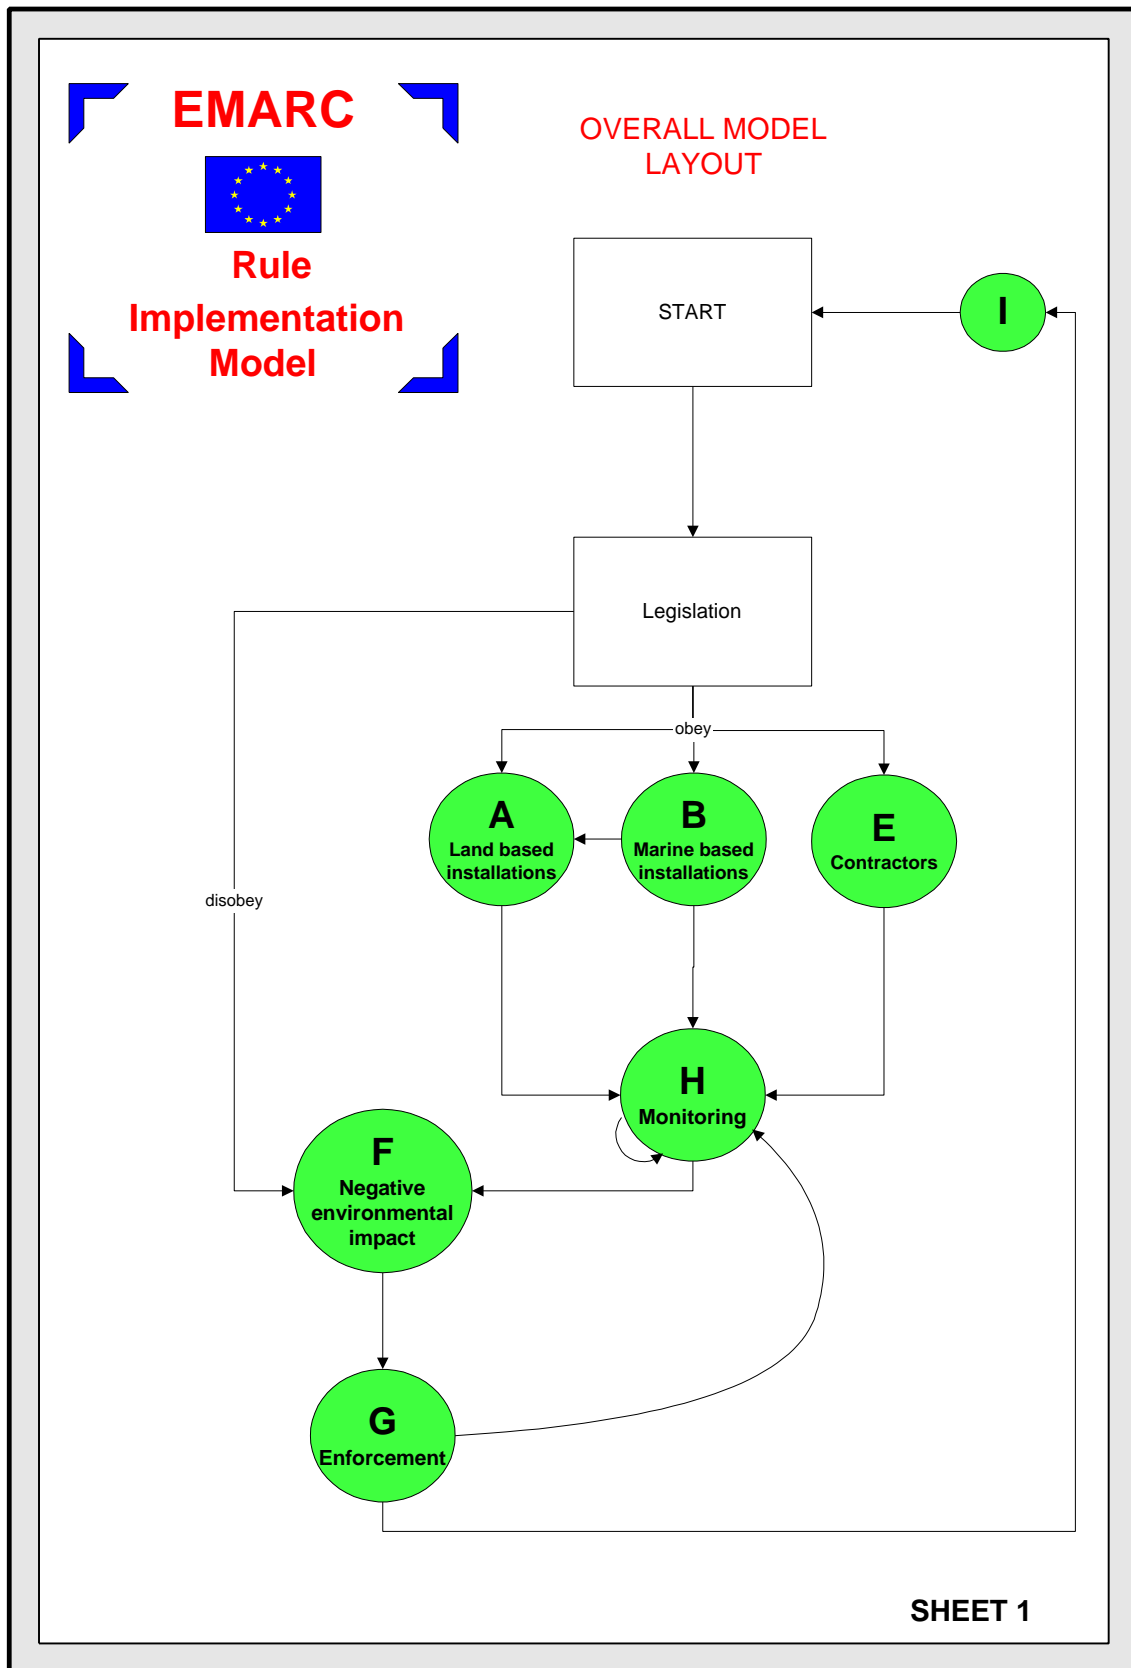 EMARC
Rule
Implementation
Model
OVERALL MODEL
LAYOUT
START
I
Legislation
obey
A
Land based
installations
B
Marine based
installations
E
Contractors
disobey
H
Monitoring
F
Negative
environmental
impact
G
Enforcement
SHEET 1